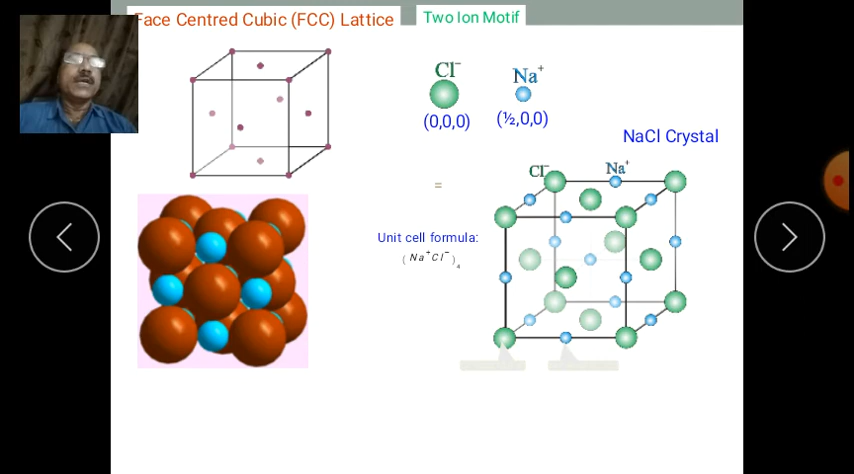 Face Centred Cubic (FCC) Lattice
Two Ion Motif
Cl⁻
Na⁺
(0,0,0)
(½,0,0)
NaCl Crystal
Cl⁻
Na⁺
=
Unit cell formula:
(Na⁺Cl⁻)₄